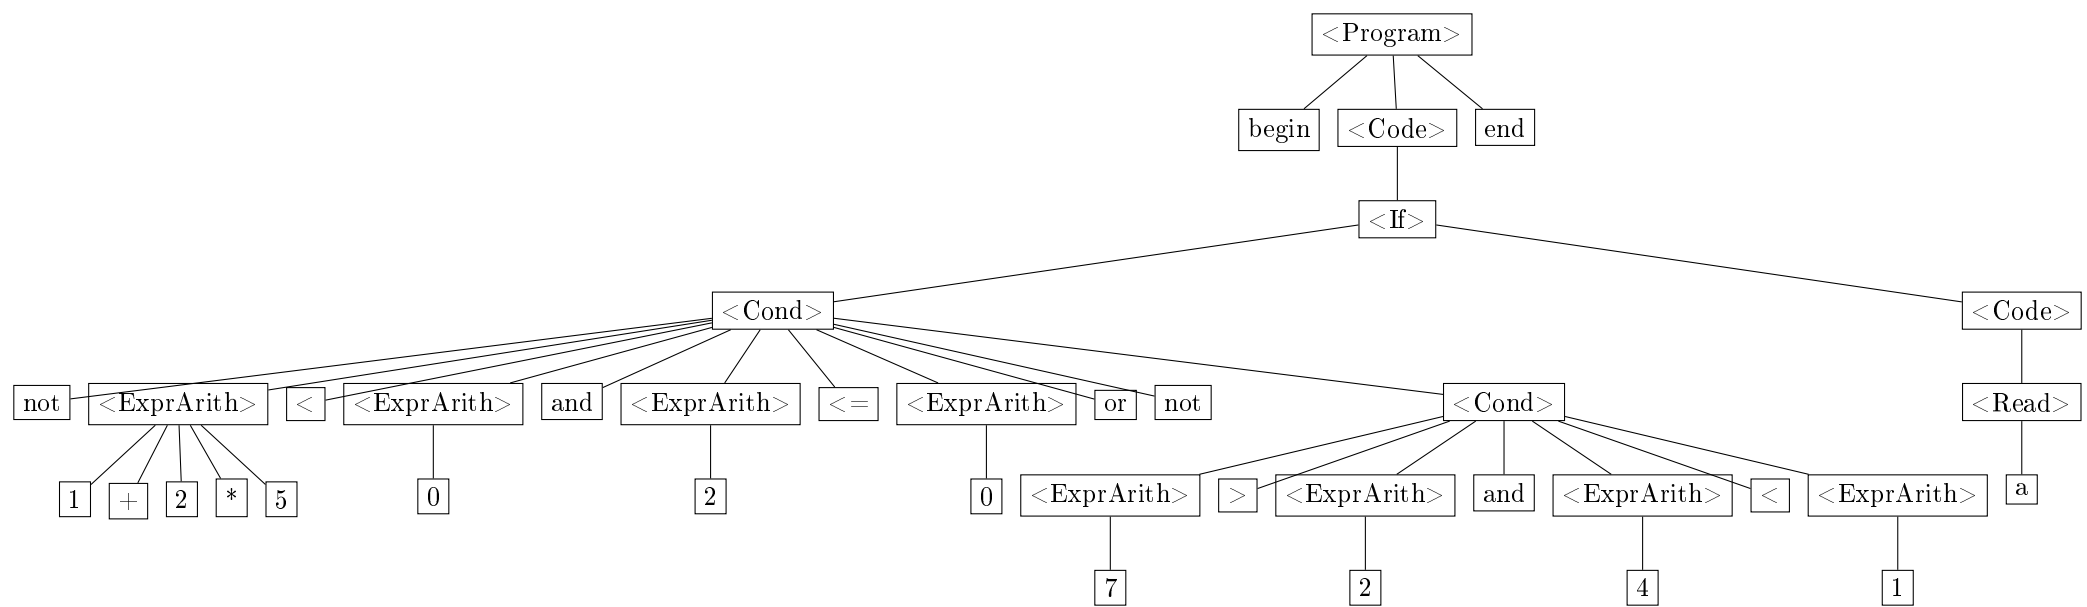 <Program>
begin <Code> end
<If>
<Cond> <Code>
not <ExprArith> < <ExprArith> and <ExprArith> <= <ExprArith> or not <Cond> <Read>
1 + 2 * 5 0 2 0 <ExprArith> > <ExprArith> and <ExprArith> < <ExprArith> a
7 2 4 1